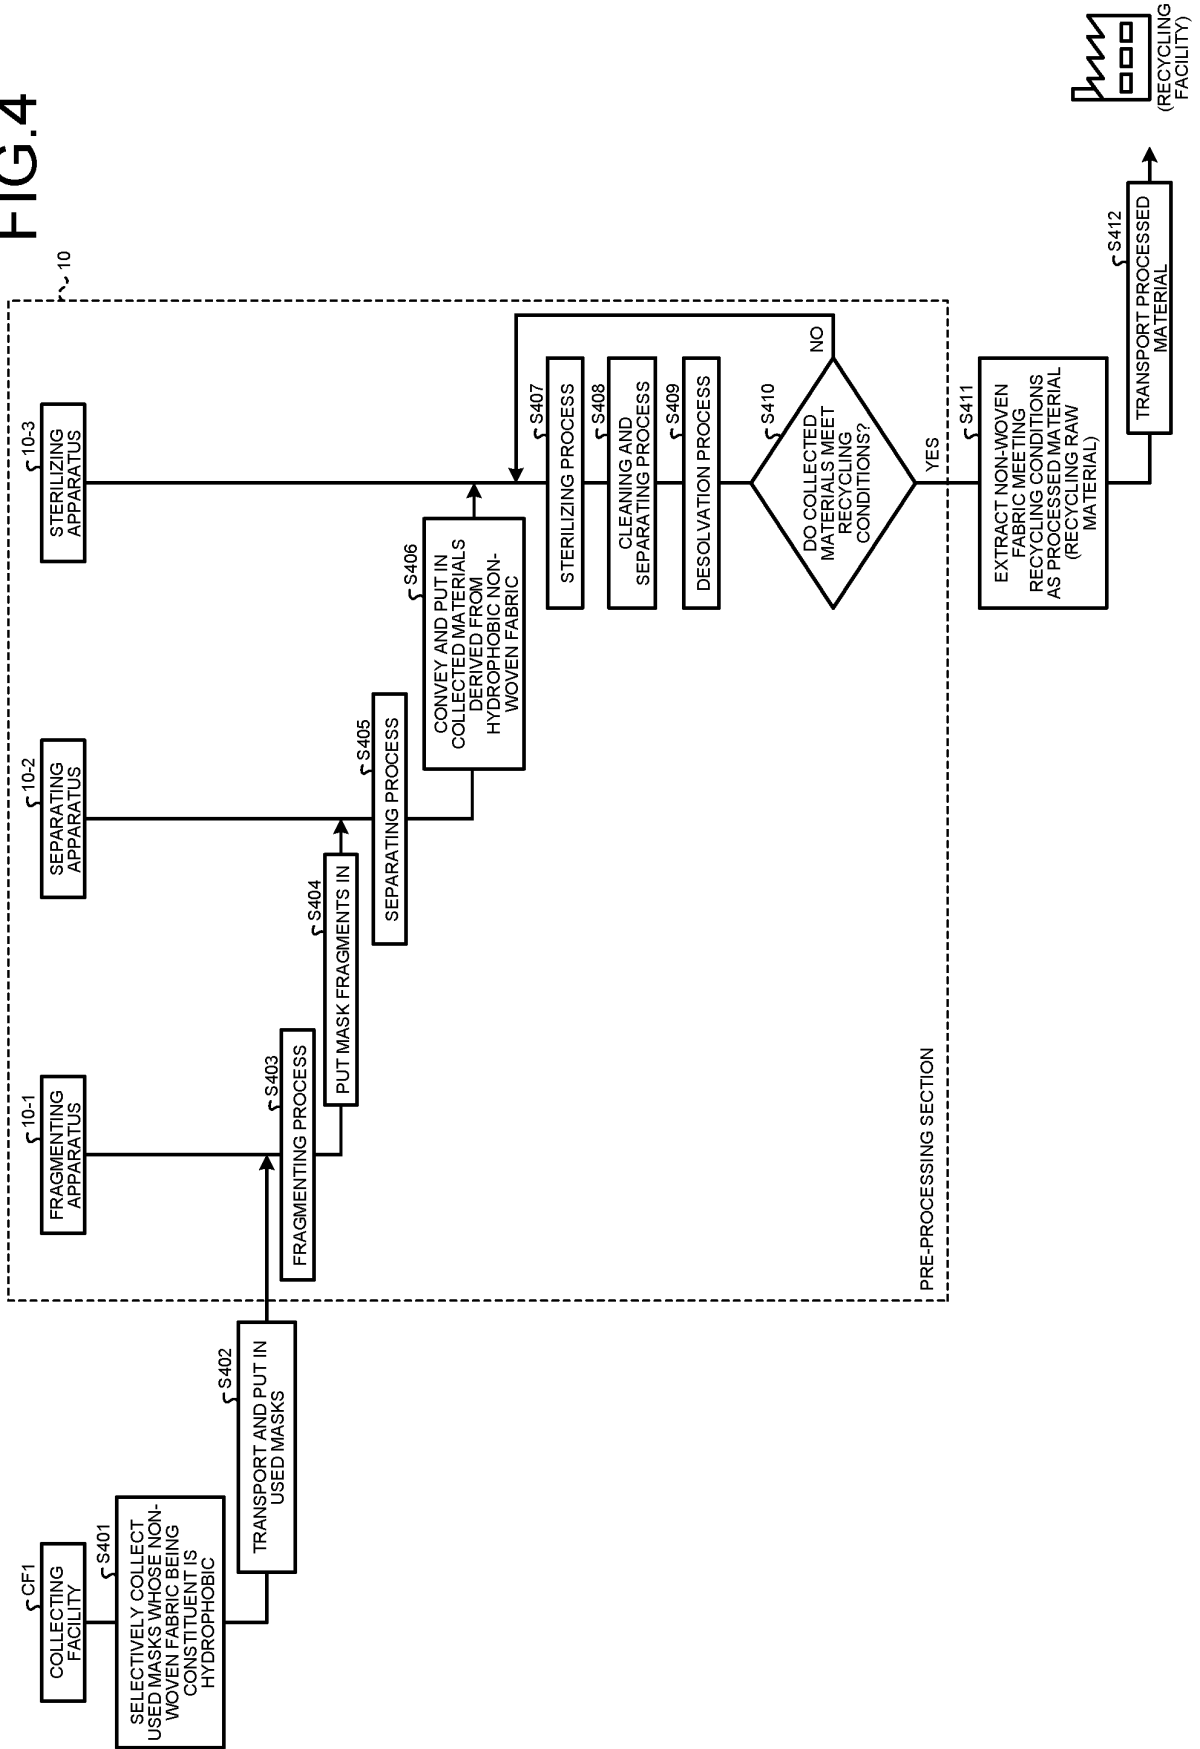 FIG.4
CF1
COLLECTING
FACILITY
10-1
FRAGMENTING
APPARATUS
10-2
SEPARATING
APPARATUS
10-3
STERILIZING
APPARATUS
10
S401
SELECTIVELY COLLECT
USED MASKS WHOSE NON-
WOVEN FABRIC BEING
CONSTITUENT IS
HYDROPHOBIC
S402
TRANSPORT AND PUT IN
USED MASKS
S403
FRAGMENTING PROCESS
S404
PUT MASK FRAGMENTS IN
S405
SEPARATING PROCESS
S406
CONVEY AND PUT IN
COLLECTED MATERIALS
DERIVED FROM
HYDROPHOBIC NON-
WOVEN FABRIC
S407
STERILIZING PROCESS
S408
CLEANING AND
SEPARATING PROCESS
S409
DESOLVATION PROCESS
S410
DO COLLECTED
MATERIALS MEET
RECYCLING
CONDITIONS?
NO
YES
PRE-PROCESSING SECTION
S411
EXTRACT NON-WOVEN
FABRIC MEETING
RECYCLING CONDITIONS
AS PROCESSED MATERIAL
(RECYCLING RAW
MATERIAL)
S412
TRANSPORT PROCESSED
MATERIAL
(RECYCLING
FACILITY)